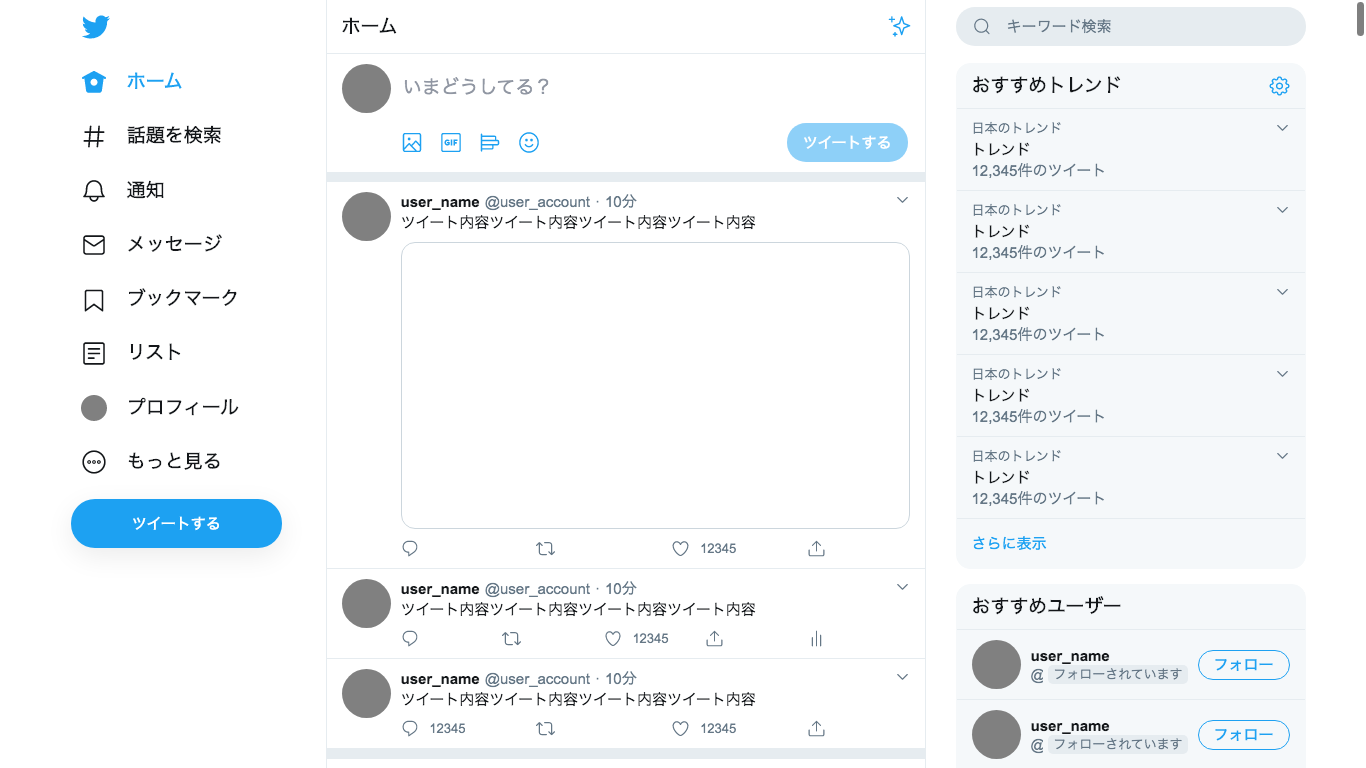 ホーム
話題を検索
通知
メッセージ
ブックマーク
リスト
プロフィール
もっと見る
ツイートする
ホーム
いまどうしてる？
GIF
ツイートする
user_name @user_account · 10分
ツイート内容ツイート内容ツイート内容ツイート内容
12345
user_name @user_account · 10分
ツイート内容ツイート内容ツイート内容ツイート内容
12345
user_name @user_account · 10分
ツイート内容ツイート内容ツイート内容ツイート内容
12345 12345
キーワード検索
おすすめトレンド
日本のトレンド
トレンド
12,345件のツイート
日本のトレンド
トレンド
12,345件のツイート
日本のトレンド
トレンド
12,345件のツイート
日本のトレンド
トレンド
12,345件のツイート
日本のトレンド
トレンド
12,345件のツイート
さらに表示
おすすめユーザー
user_name
@ フォローされています
フォロー
user_name
@ フォローされています
フォロー